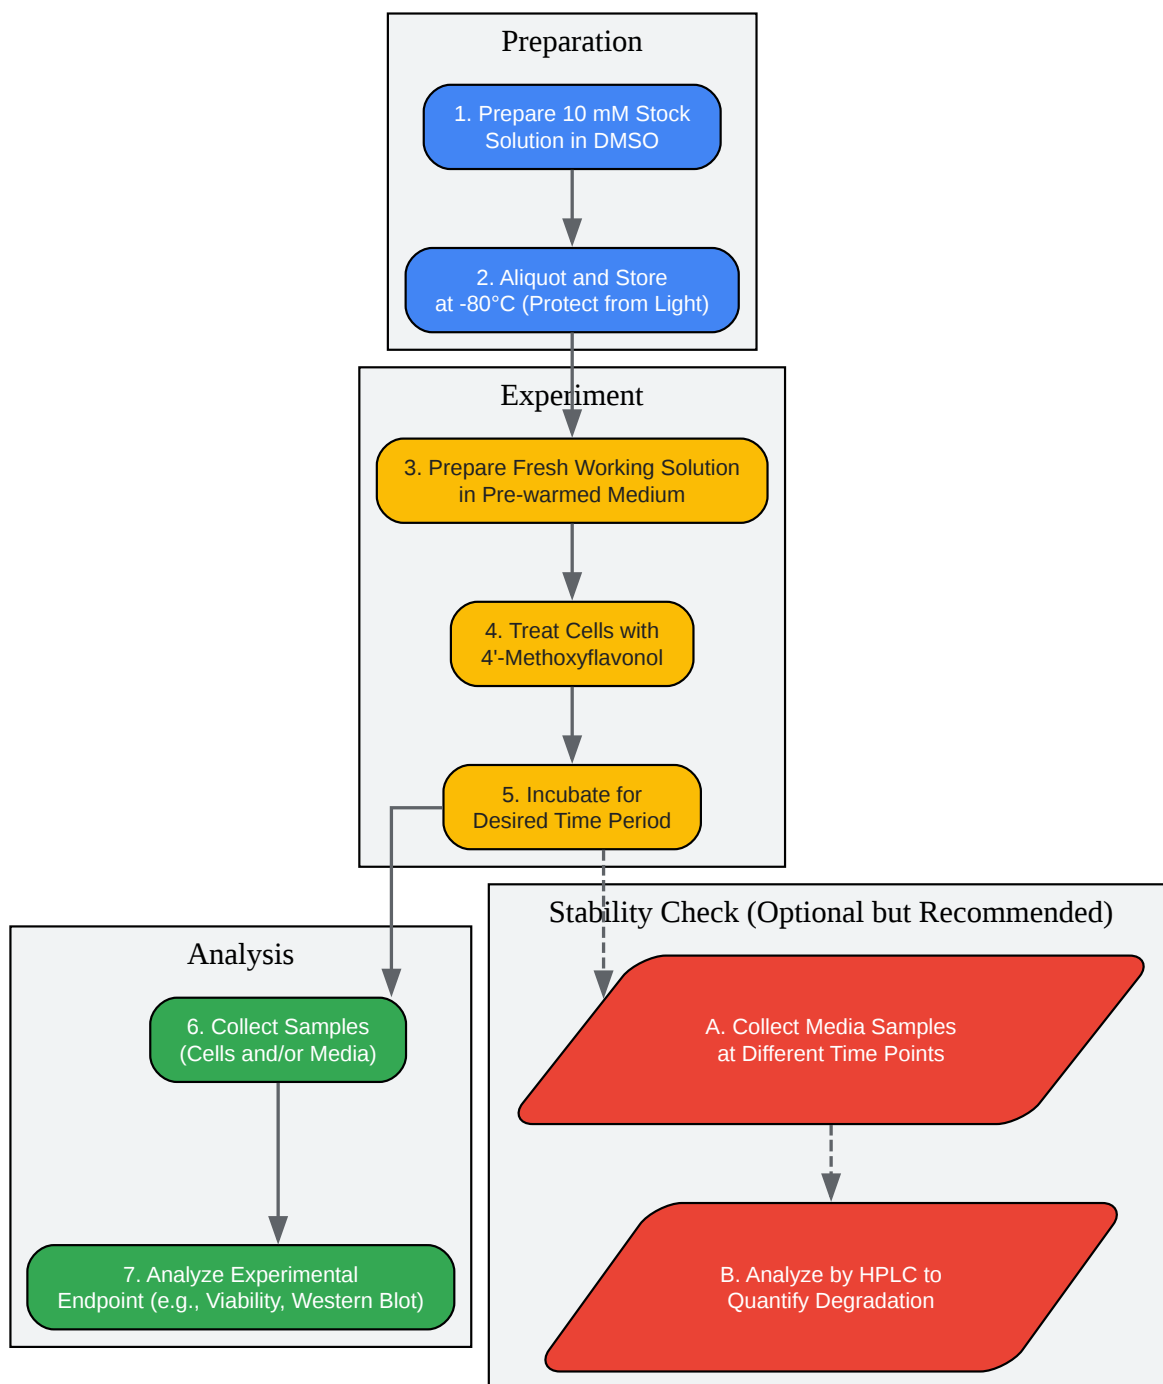 Preparation
1. Prepare 10 mM Stock
Solution in DMSO
2. Aliquot and Store
at -80°C (Protect from Light)
Experiment
3. Prepare Fresh Working Solution
in Pre-warmed Medium
4. Treat Cells with
4'-Methoxyflavonol
5. Incubate for
Desired Time Period
Analysis
6. Collect Samples
(Cells and/or Media)
7. Analyze Experimental
Endpoint (e.g., Viability, Western Blot)
Stability Check (Optional but Recommended)
A. Collect Media Samples
at Different Time Points
B. Analyze by HPLC to
Quantify Degradation